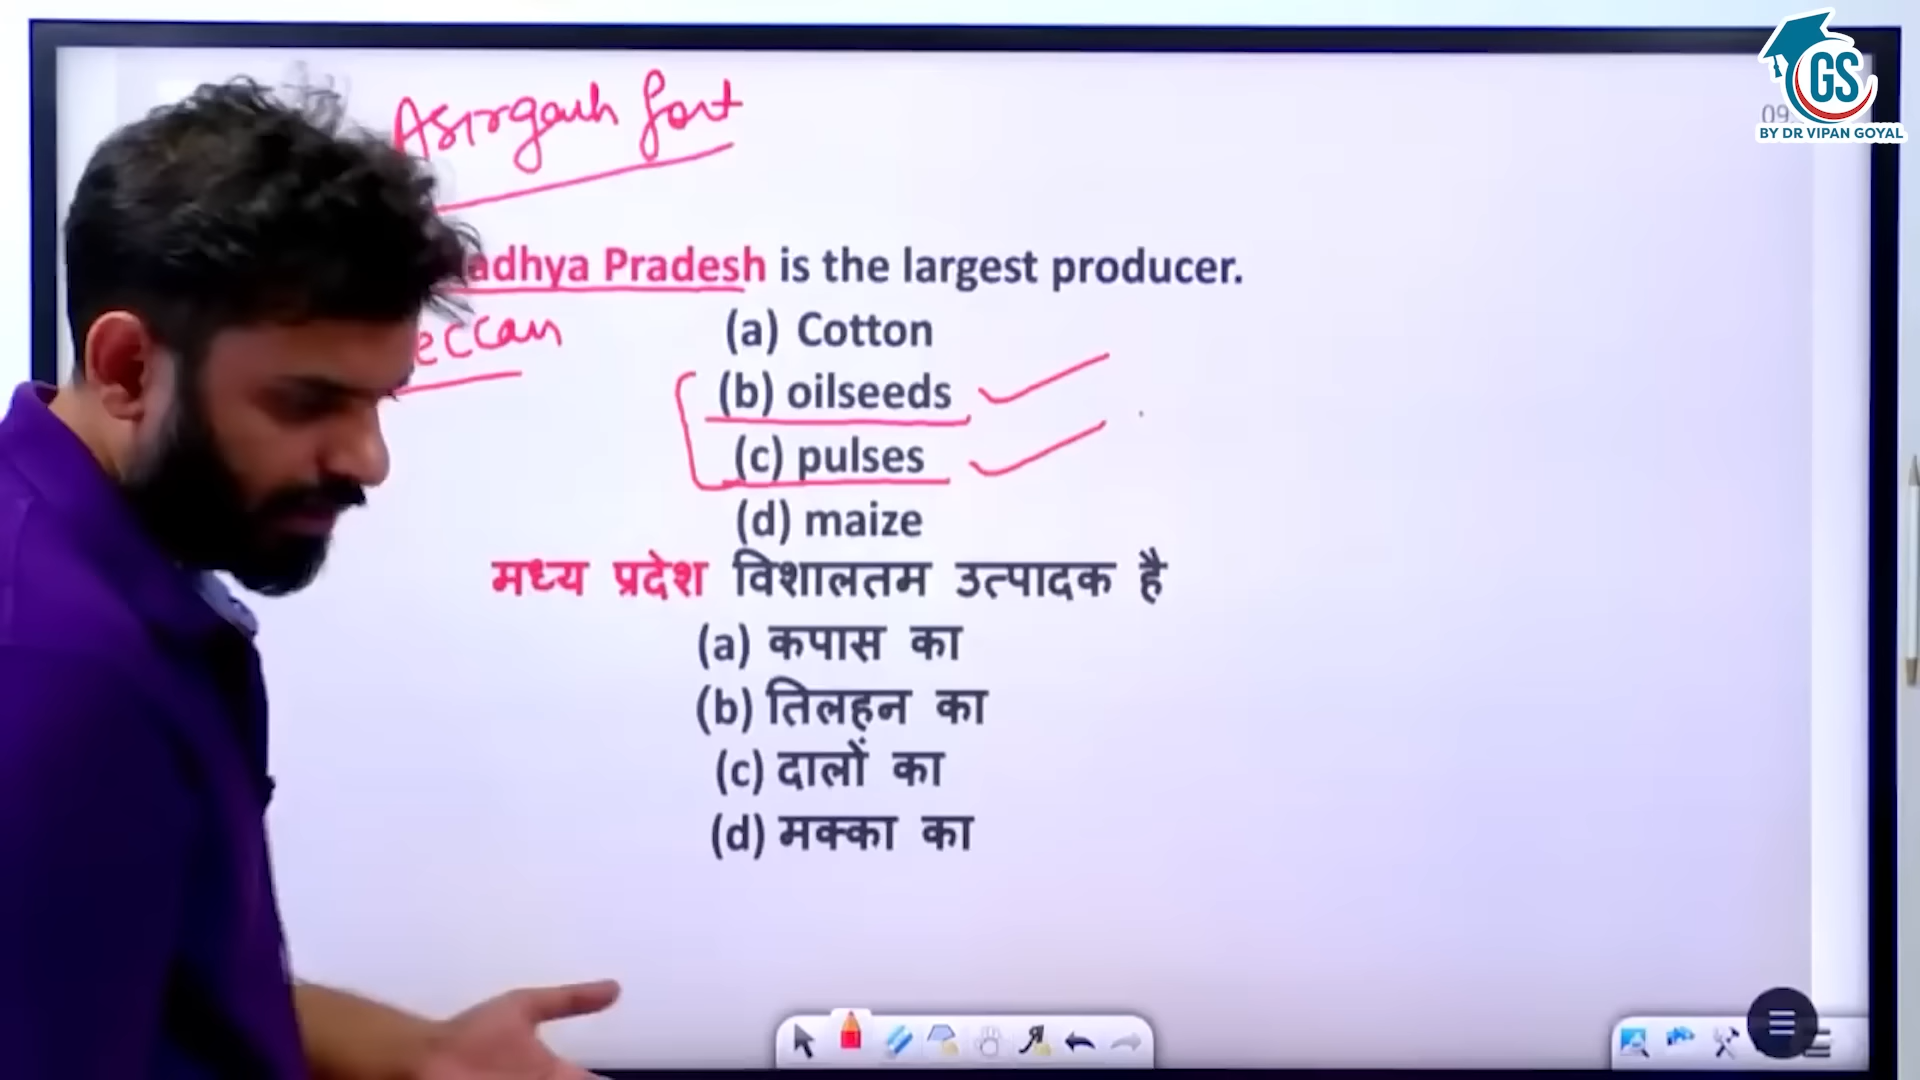 GS
09
BY DR VIPAN GOYAL
Asirgarh fort
adhya Pradesh is the largest producer.
eccan
(a) Cotton
(b) oilseeds
(c) pulses
(d) maize
मध्य प्रदेश विशालतम उत्पादक है
(a) कपास का
(b) तिलहन का
(c) दालों का
(d) मक्का का